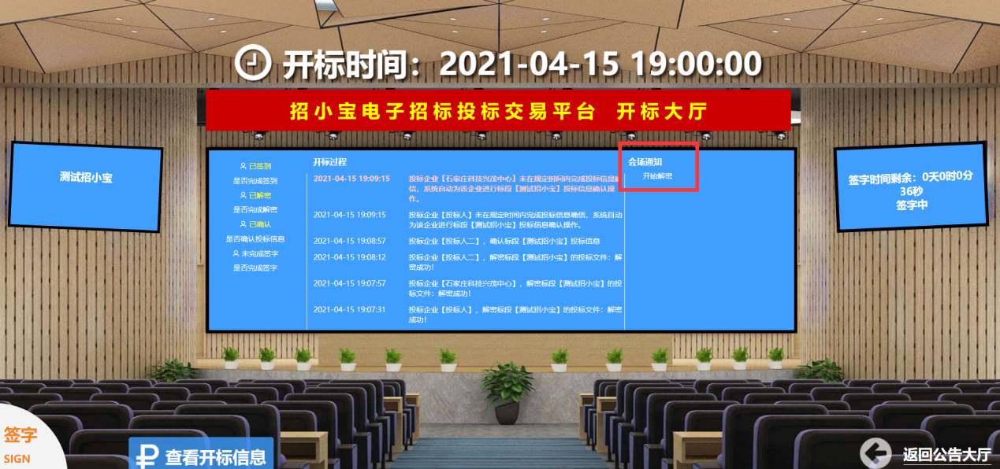 开标时间：2021-04-15 19:00:00
招小宝电子招标投标交易平台 开标大厅
测试招小宝
已签到
是否完成签到
已解密
是否完成解密
已确认
是否确认投标信息
未完成签字
是否完成签字
开标过程
2021-04-15 19:09:15
投标企业【石家庄科技兴茂中心】未在规定时间内完成投标信息确
信，系统自动为该企业进行标段【测试招小宝】投标信息确认操
作。
2021-04-15 19:09:15
投标企业【投标人】未在规定时间内完成投标信息确信，系统自动
为该企业进行标段【测试招小宝】投标信息确认操作。
2021-04-15 19:08:57
投标企业【投标人二】，确认标段【测试招小宝】投标信息
2021-04-15 19:08:12
投标企业【投标人二】，解密标段【测试招小宝】的投标文件：解
密成功！
2021-04-15 19:07:57
投标企业【石家庄科技兴茂中心】，解密标段【测试招小宝】的投
标文件：解密成功！
2021-04-15 19:07:31
投标企业【投标人】，解密标段【测试招小宝】的投标文件：解密
成功！
会场通知
开始解密
签字时间剩余：0天0时0分
36秒
签字中
签字
SIGN
查看开标信息
返回公告大厅